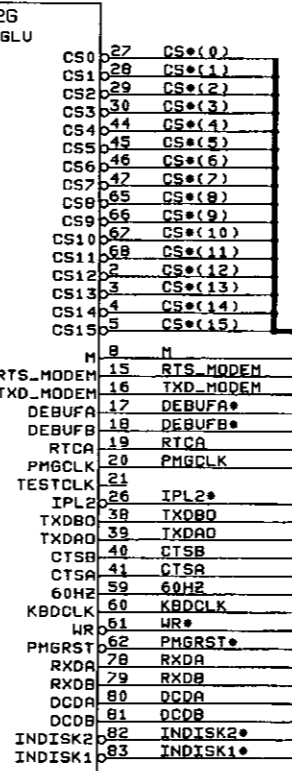 2G
GLU
CS0 27 CS*(0)
CS1 28 CS*(1)
CS2 29 CS*(2)
CS3 30 CS*(3)
CS4 44 CS*(4)
CS5 45 CS*(5)
CS6 46 CS*(6)
CS7 47 CS*(7)
CS8 65 CS*(8)
CS9 66 CS*(9)
CS10 67 CS*(10)
CS11 68 CS*(11)
CS12 2 CS*(12)
CS13 3 CS*(13)
CS14 4 CS*(14)
CS15 5 CS*(15)
M 8 M
RTS_MODEM 15 RTS_MODEM
TXD_MODEM 16 TXD_MODEM
DEBUFA 17 DEBUFA*
DEBUFB 18 DEBUFB*
RTCA 19 RTCA
PMGCLK 20 PMGCLK
TESTCLK 21
IPL2 26 IPL2*
TXDBO 38 TXDBO
TXDAO 39 TXDAO
CTSB 40 CTSB
CTSA 41 CTSA
60HZ 59 60HZ
KBDCLK 60 KBDCLK
WR 61 WR*
PMGRST 62 PMGRST*
RXDA 78 RXDA
RXDB 79 RXDB
DCDA 80 DCDA
DCDB 81 DCDB
INDISK2 82 INDISK2*
INDISK1 83 INDISK1*